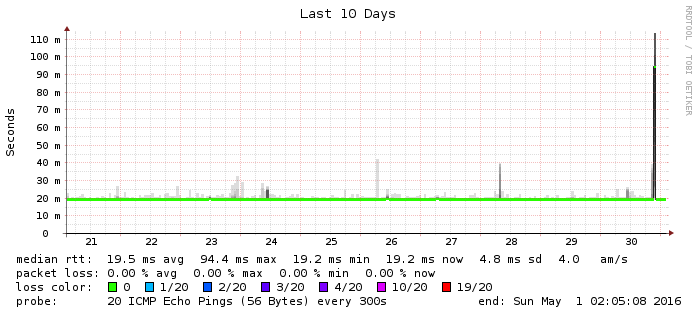 Last 10 Days
RRDTOOL / TOBI OETIKER
Seconds
110 m
100 m
90 m
80 m
70 m
60 m
50 m
40 m
30 m
20 m
10 m
0
21 22 23 24 25 26 27 28 29 30
median rtt: 19.5 ms avg 94.4 ms max 19.2 ms min 19.2 ms now 4.8 ms sd 4.0 am/s
packet loss: 0.00 % avg 0.00 % max 0.00 % min 0.00 % now
loss color: 0 1/20 2/20 3/20 4/20 10/20 19/20
probe: 20 ICMP Echo Pings (56 Bytes) every 300s end: Sun May 1 02:05:08 2016